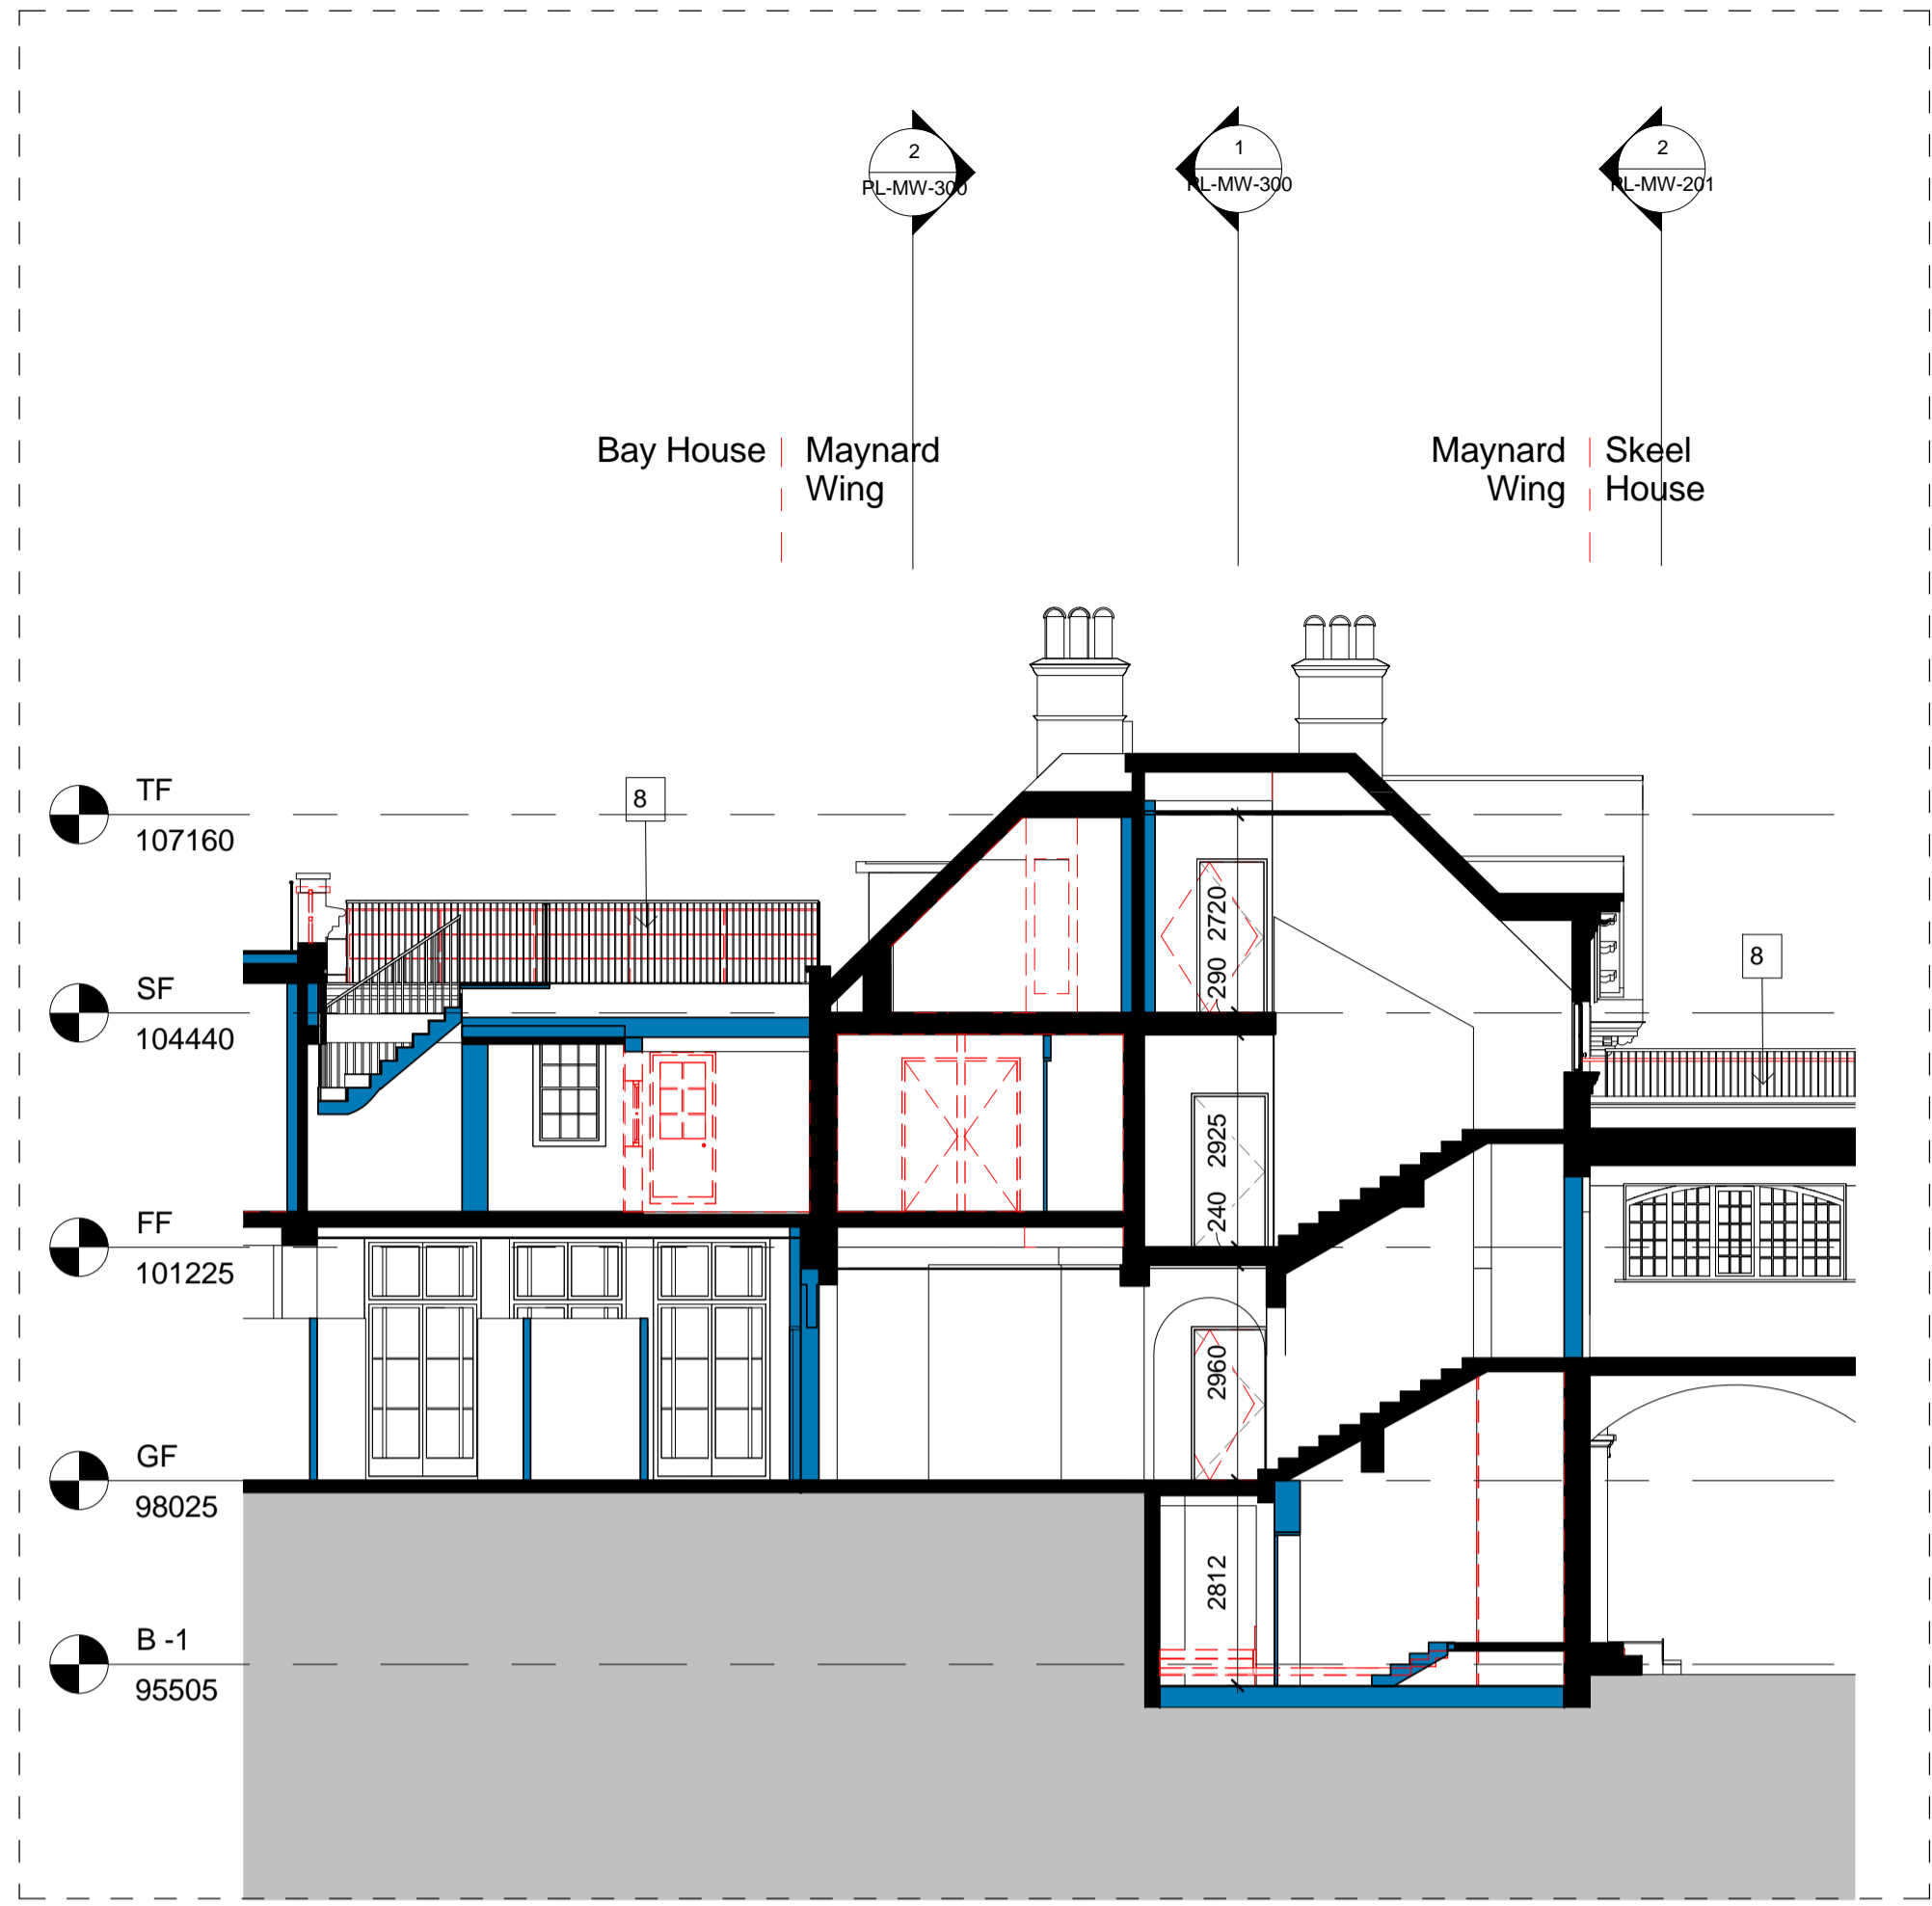 2
PL-MW-300
1
PL-MW-300
2
PL-MW-201
Bay House
Maynard
Wing
Maynard
Wing
Skeel
House
TF
107160
8
SF
104440
8
FF
101225
GF
98025
B -1
95505
2720
290
2925
240
2960
2812